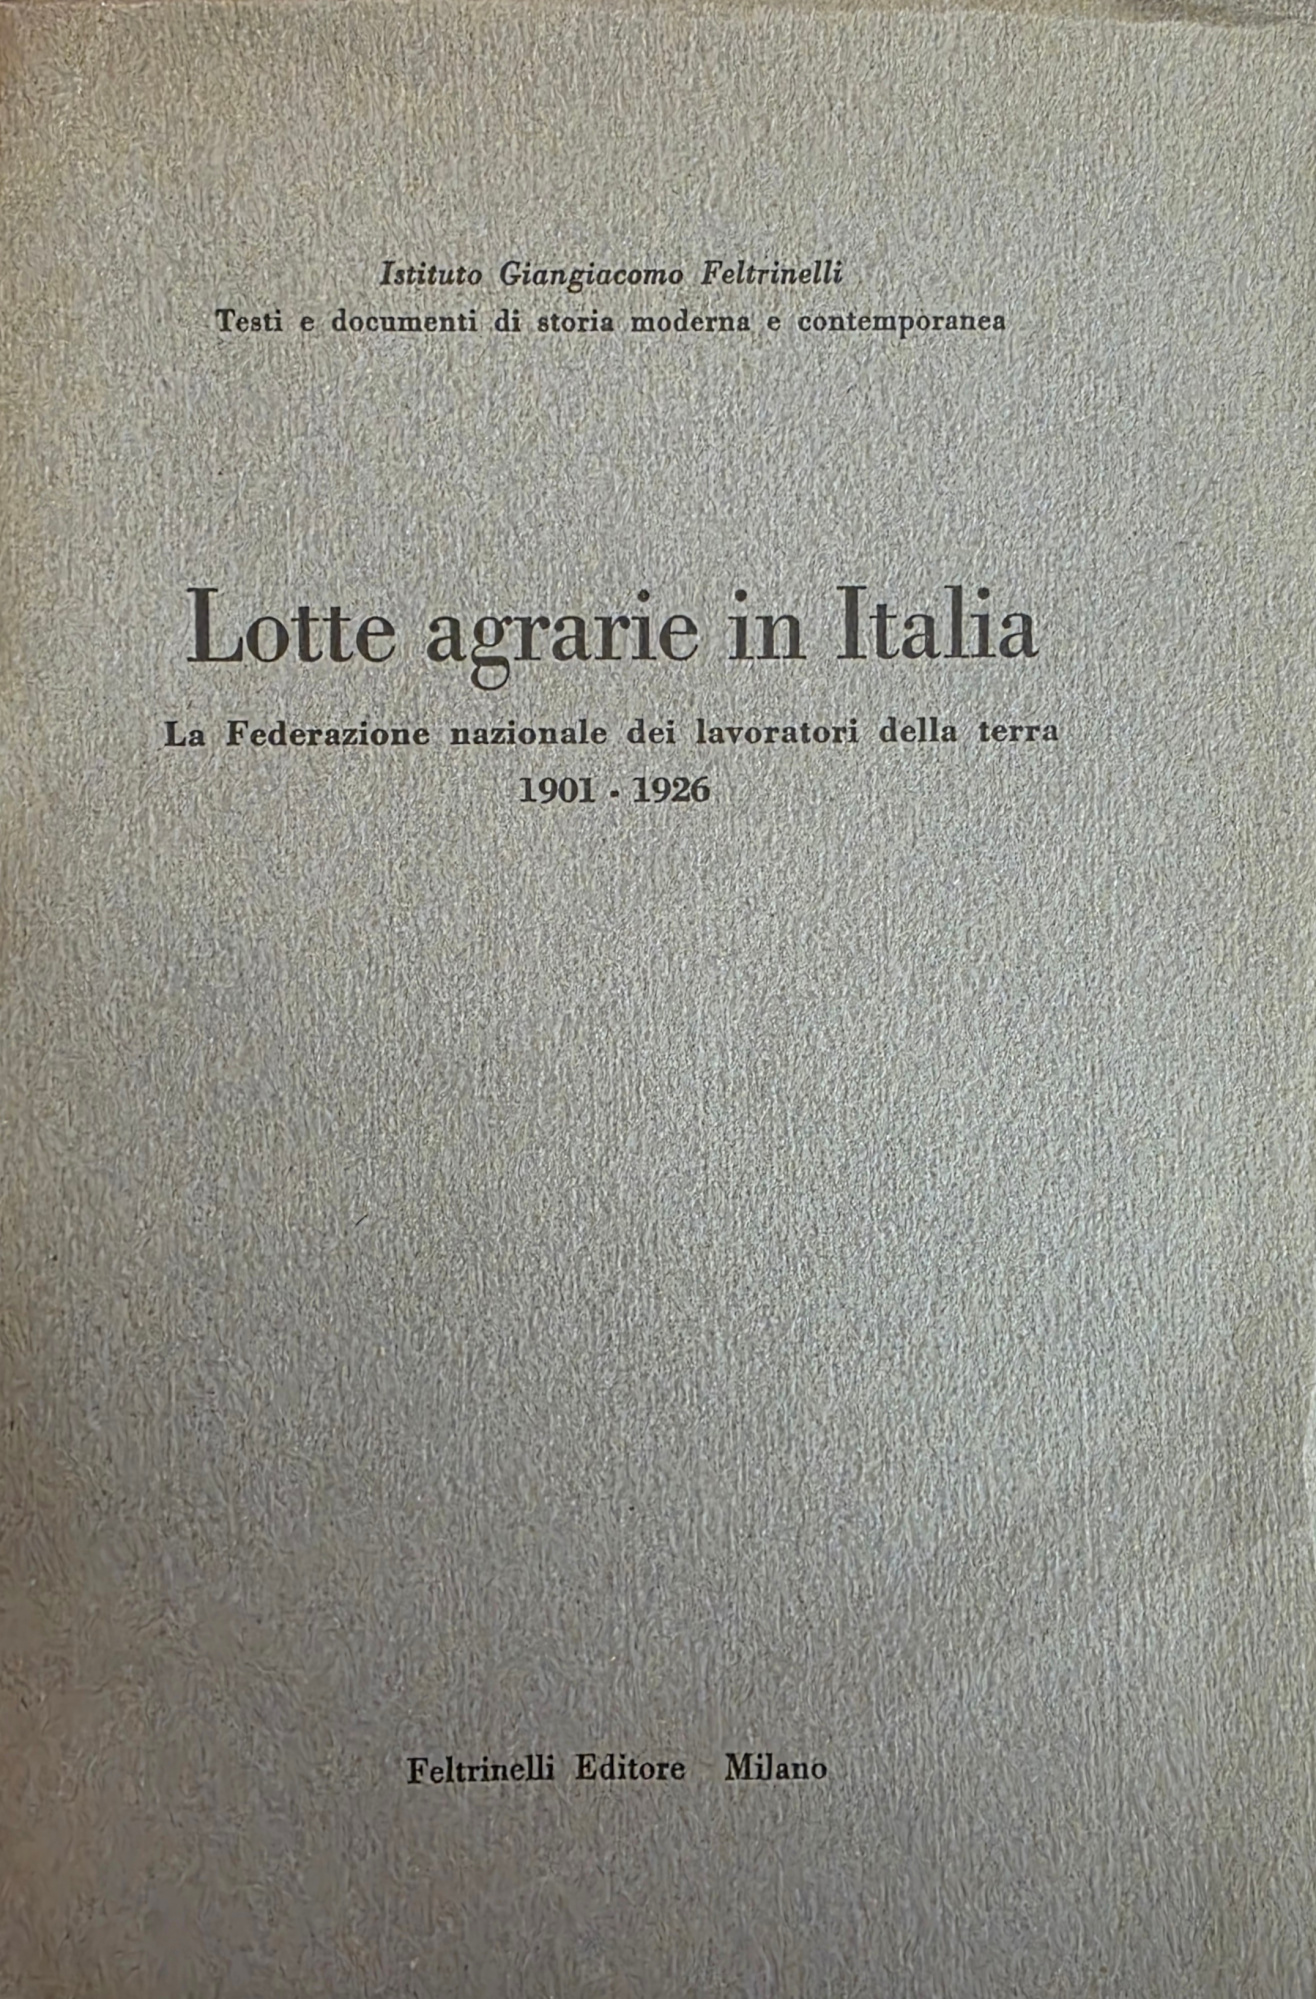 Istituto Giangiacomo Feltrinelli
Testi e documenti di storia moderna e contemporanea
Lotte agrarie in Italia
La Federazione nazionale dei lavoratori della terra
1901 - 1926
Feltrinelli Editore Milano